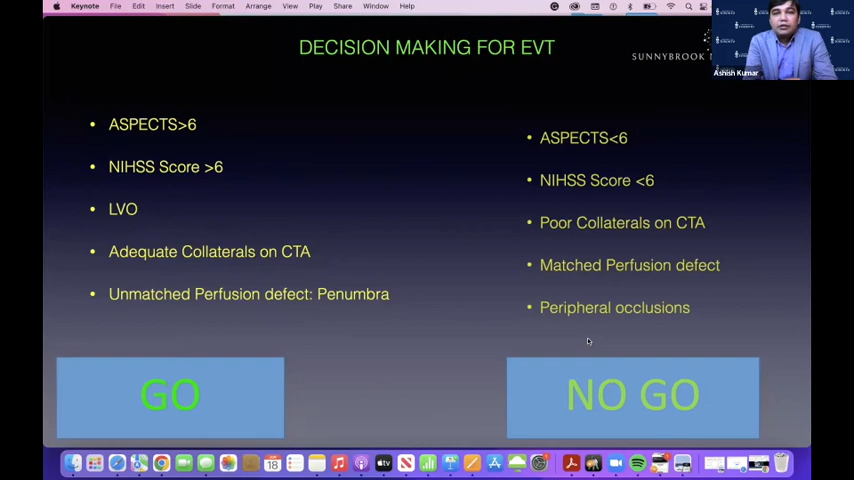 Keynote File Edit Insert Slide Format Arrange View Play Share Window Help
DECISION MAKING FOR EVT
SUNNYBROOK
Ashish Kumar
• ASPECTS>6
• NIHSS Score >6
• LVO
• Adequate Collaterals on CTA
• Unmatched Perfusion defect: Penumbra
GO
• ASPECTS<6
• NIHSS Score <6
• Poor Collaterals on CTA
• Matched Perfusion defect
• Peripheral occlusions
NO GO